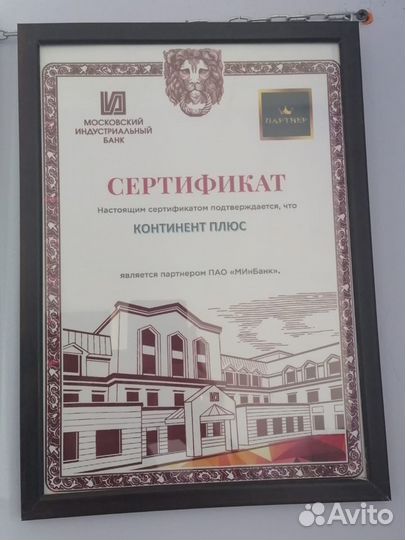 МОСКОВСКИЙ
ИНДУСТРИАЛЬНЫЙ
БАНК
ПАРТНЕР
СЕРТИФИКАТ
Настоящим сертификатом подтверждается, что
КОНТИНЕНТ ПЛЮС
является партнером ПАО «МИнБанк».
Avito